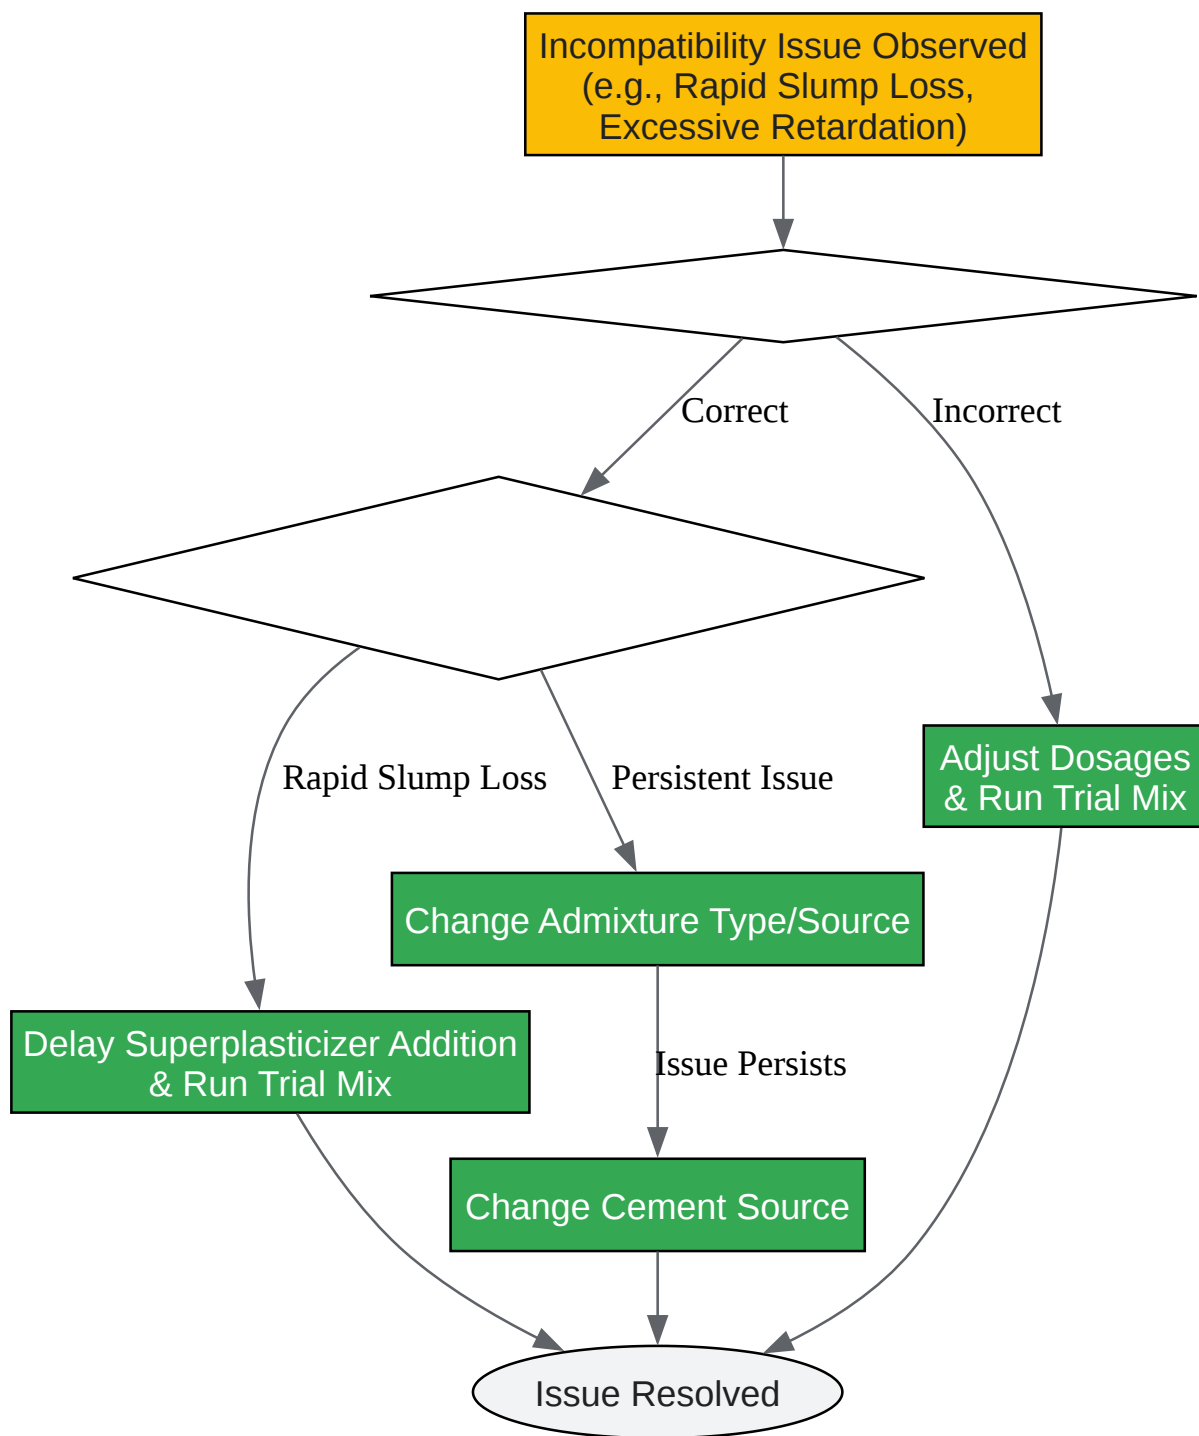 Incompatibility Issue Observed
(e.g., Rapid Slump Loss,
Excessive Retardation)
Correct
Incorrect
Rapid Slump Loss
Persistent Issue
Adjust Dosages
& Run Trial Mix
Change Admixture Type/Source
Delay Superplasticizer Addition
& Run Trial Mix
Issue Persists
Change Cement Source
Issue Resolved